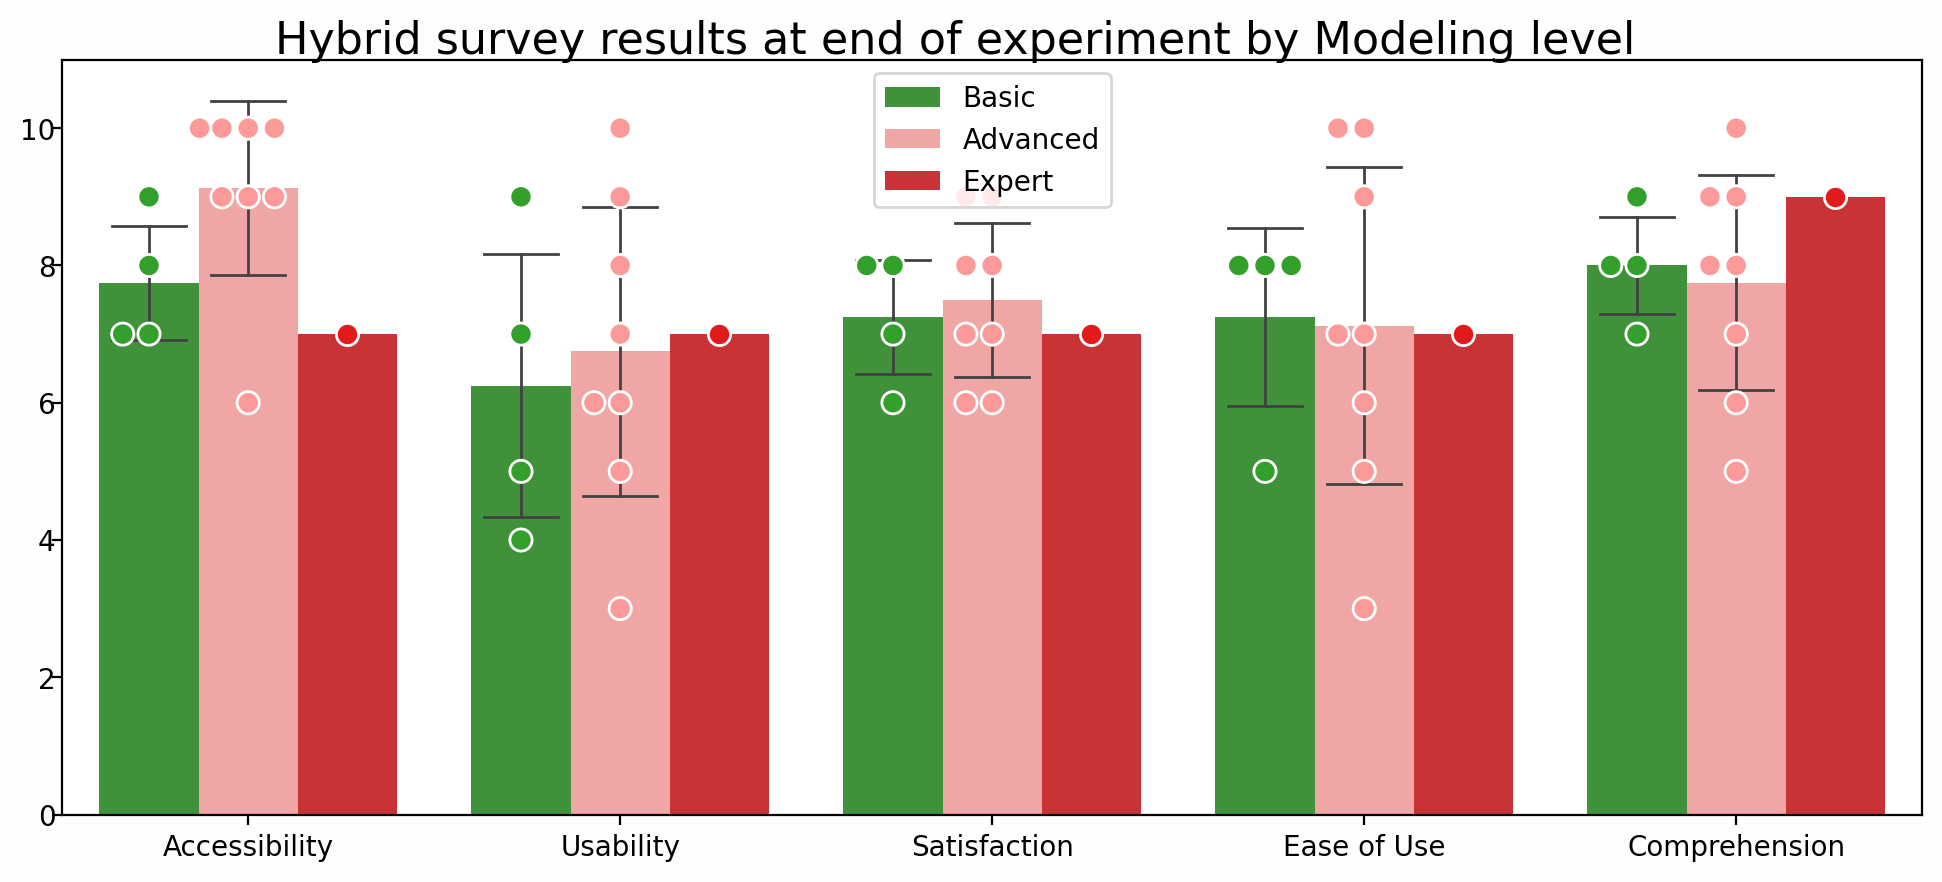 Hybrid survey results at end of experiment by Modeling level
Basic
Advanced
Expert
10
8
6
4
2
0
Accessibility
Usability
Satisfaction
Ease of Use
Comprehension